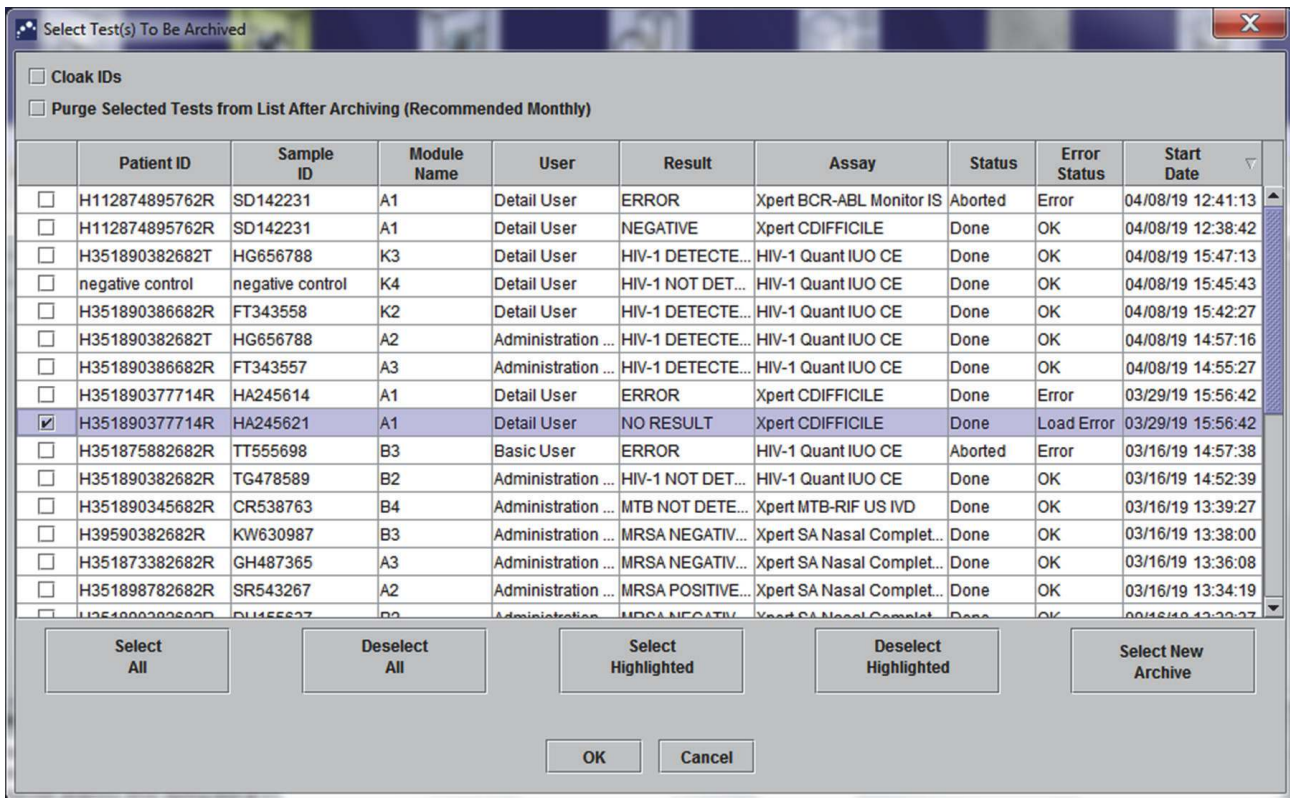 Select Test(s) To Be Archived
Cloak IDs
Purge Selected Tests from List After Archiving (Recommended Monthly)
Patient ID Sample ID Module Name User Result Assay Status Error Status Start Date
H112874895762R SD142231 A1 Detail User ERROR Xpert BCR-ABL Monitor IS Aborted Error 04/08/19 12:41:13
H112874895762R SD142231 A1 Detail User NEGATIVE Xpert CDIFFICILE Done OK 04/08/19 12:38:42
H351890382682T HG656788 K3 Detail User HIV-1 DETECTE... HIV-1 Quant IUO CE Done OK 04/08/19 15:47:13
negative control negative control K4 Detail User HIV-1 NOT DET... HIV-1 Quant IUO CE Done OK 04/08/19 15:45:43
H351890386682R FT343558 K2 Detail User HIV-1 DETECTE... HIV-1 Quant IUO CE Done OK 04/08/19 15:42:27
H351890382682T HG656788 A2 Administration ... HIV-1 DETECTE... HIV-1 Quant IUO CE Done OK 04/08/19 14:57:16
H351890386682R FT343557 A3 Administration ... HIV-1 DETECTE... HIV-1 Quant IUO CE Done OK 04/08/19 14:55:27
H351890377714R HA245614 A1 Detail User ERROR Xpert CDIFFICILE Done Error 03/29/19 15:56:42
H351890377714R HA245621 A1 Detail User NO RESULT Xpert CDIFFICILE Done Load Error 03/29/19 15:56:42
H351875882682R TT555698 B3 Basic User ERROR HIV-1 Quant IUO CE Aborted Error 03/16/19 14:57:38
H351890382682R TG478589 B2 Administration ... HIV-1 NOT DET... HIV-1 Quant IUO CE Done OK 03/16/19 14:52:39
H351890345682R CR538763 B4 Administration ... MTB NOT DETE... Xpert MTB-RIF US IVD Done OK 03/16/19 13:39:27
H39590382682R KW630987 B3 Administration ... MRSA NEGATIV... Xpert SA Nasal Complet... Done OK 03/16/19 13:38:00
H351873382682R GH487365 A3 Administration ... MRSA NEGATIV... Xpert SA Nasal Complet... Done OK 03/16/19 13:36:08
H351898782682R SR543267 A2 Administration ... MRSA POSITIVE... Xpert SA Nasal Complet... Done OK 03/16/19 13:34:19
Select All Deselect All Select Highlighted Deselect Highlighted Select New Archive
OK Cancel